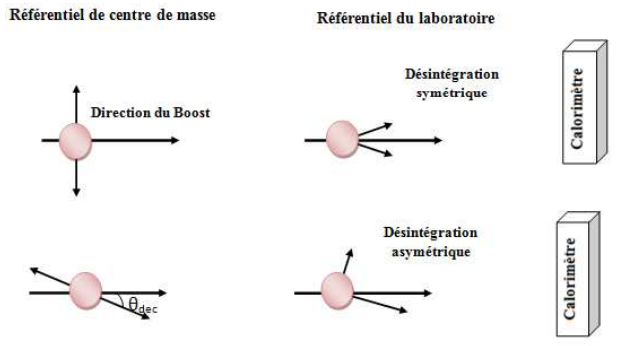 Référentiel de centre de masse
Référentiel du laboratoire
Désintégration
symétrique
Direction du Boost
Calorimètre
Désintégration
asymétrique
θdec
Calorimètre